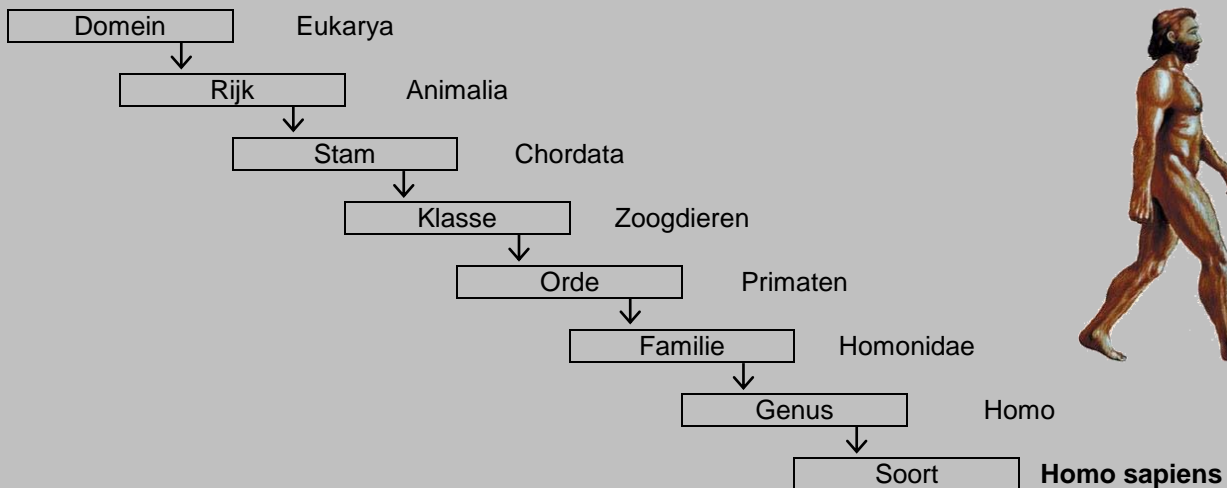 Domein Eukarya
Rijk Animalia
Stam Chordata
Klasse Zoogdieren
Orde Primaten
Familie Homonidae
Genus Homo
Soort Homo sapiens